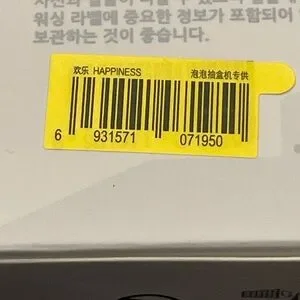 워싱 라벨에 중요한 정보가 포함되어
보관하는 것이 좋습니다.
欢乐 HAPPINESS 泡泡抽盒机专供
6 931571 071950